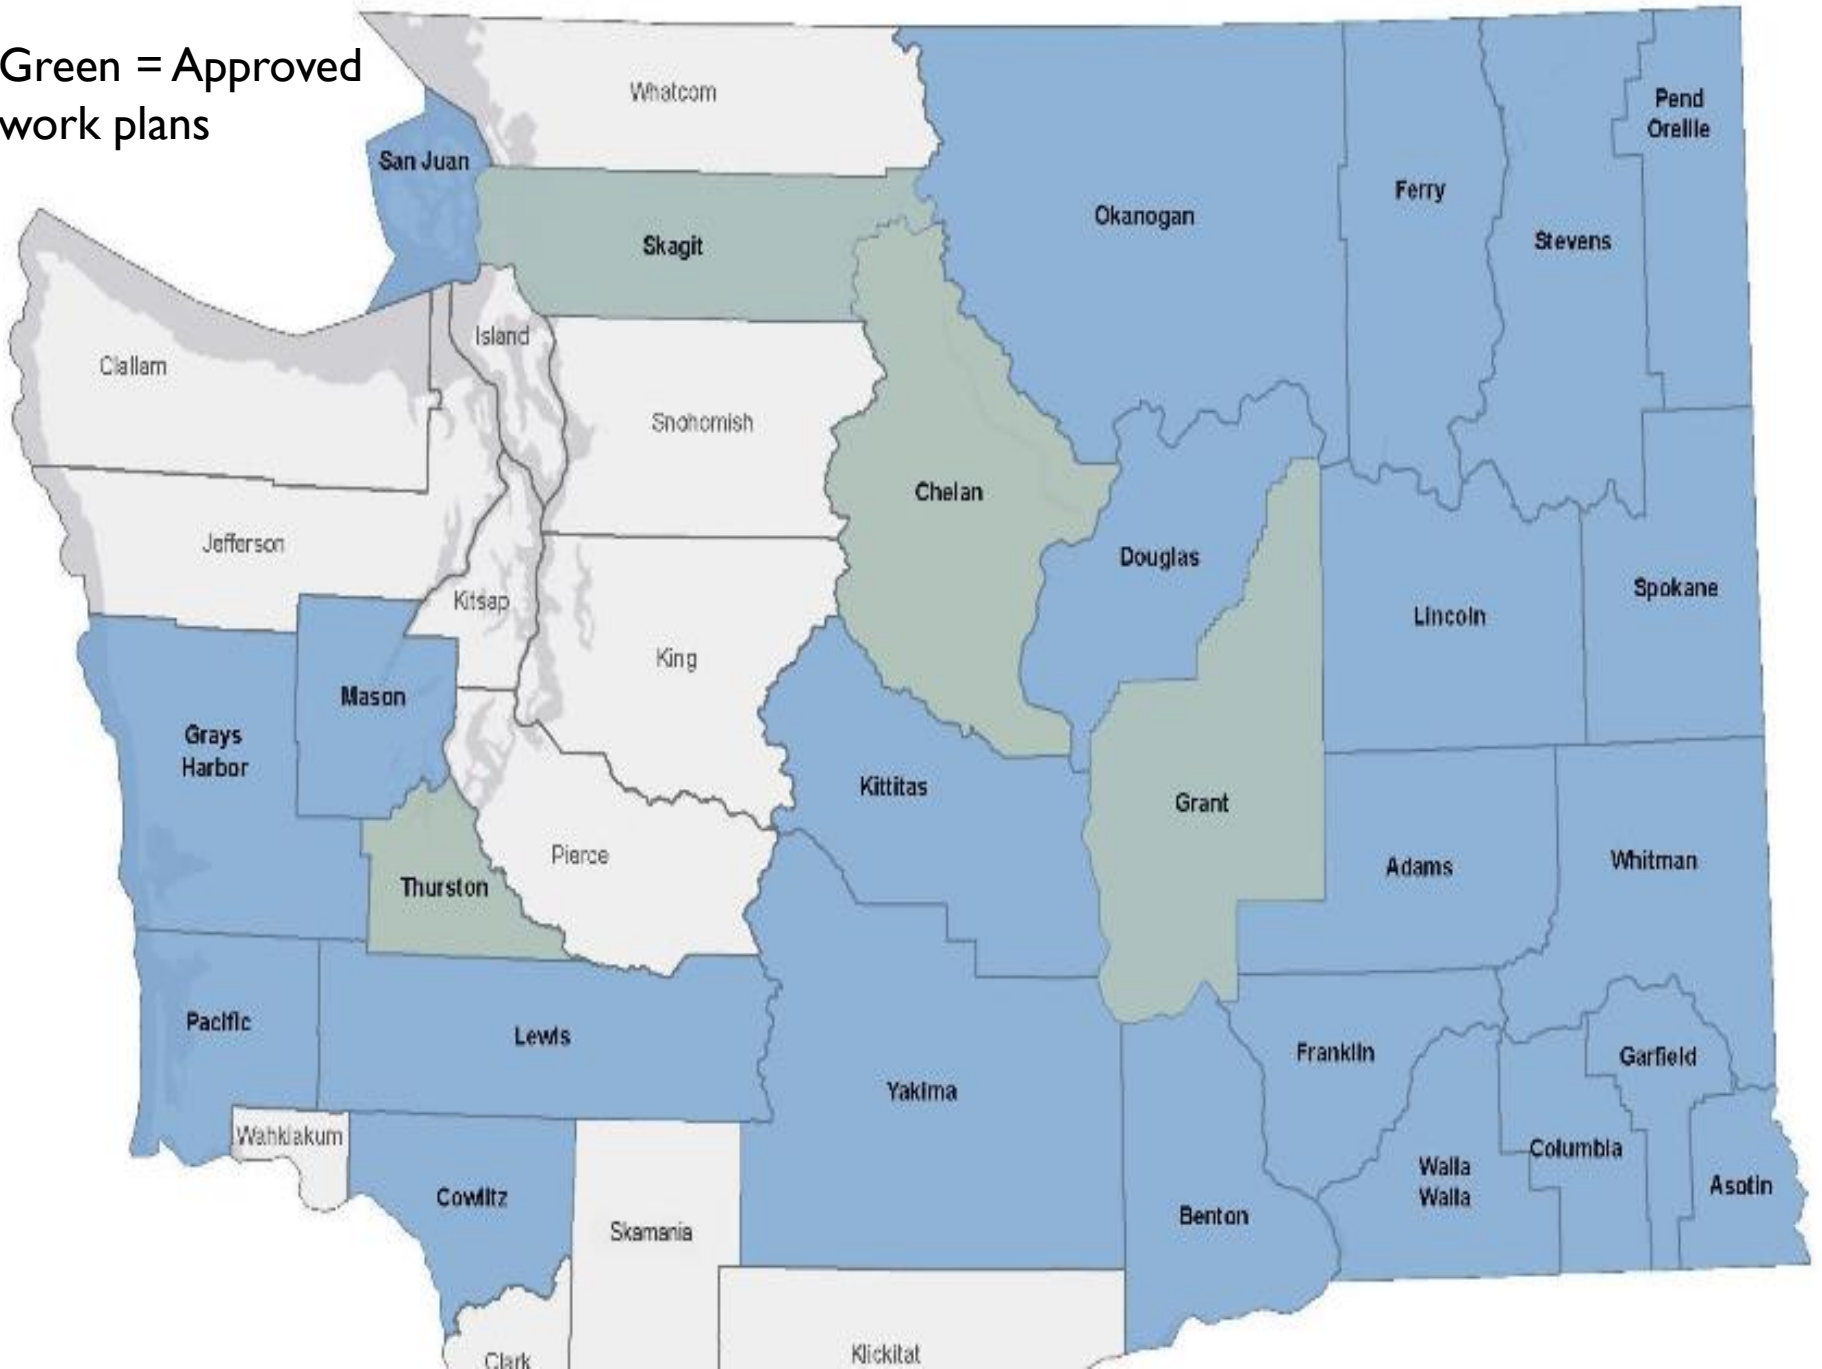 Green = Approved
work plans
Whatcom
Pend
Oreille
San Juan
Ferry
Okanogan
Stevens
Skagit
Island
Clallam
Snohomish
Chelan
Jefferson
Douglas
Spokane
Kitsap
Lincoln
King
Mason
Grays
Harbor
Kittitas
Grant
Pierce
Whitman
Adams
Thurston
Pacific
Lewis
Franklin
Garfield
Yakima
Wahkiakum
Columbia
Walla
Walla
Asotin
Cowlitz
Benton
Skamania
Klickitat
Clark